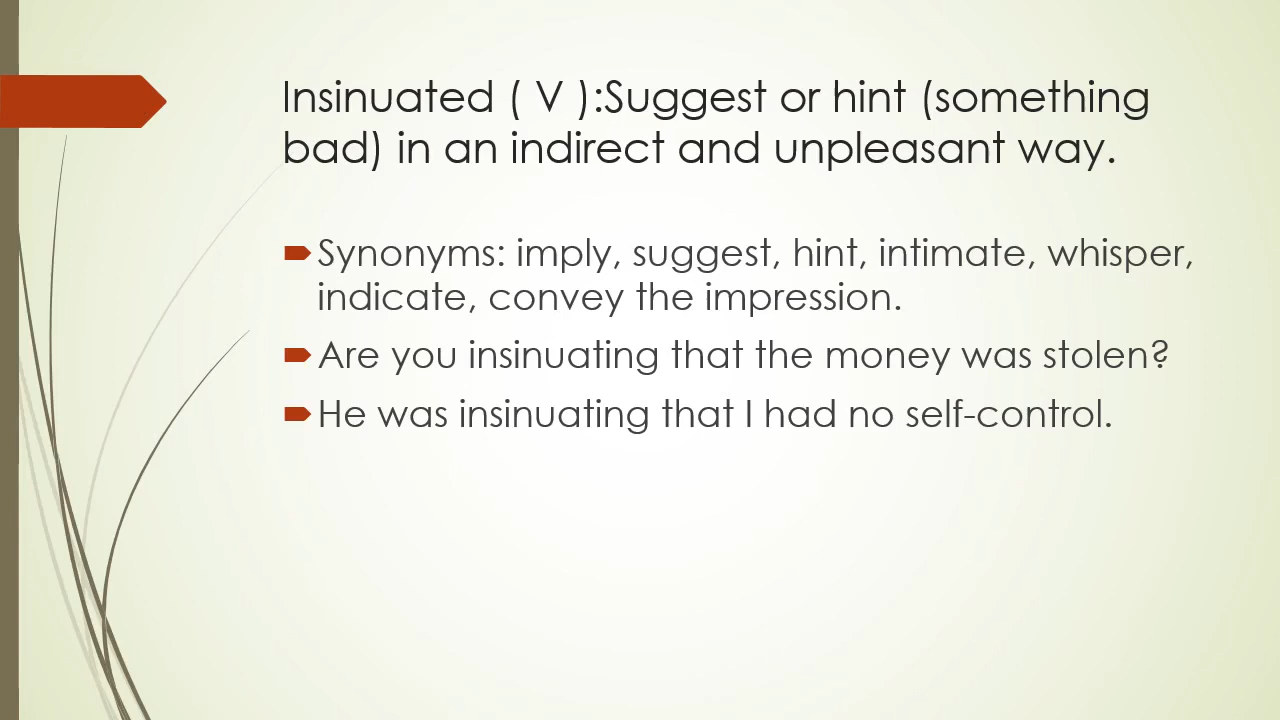 Insinuated ( V ):Suggest or hint (something
bad) in an indirect and unpleasant way.
Synonyms: imply, suggest, hint, intimate, whisper,
indicate, convey the impression.
Are you insinuating that the money was stolen?
He was insinuating that I had no self-control.